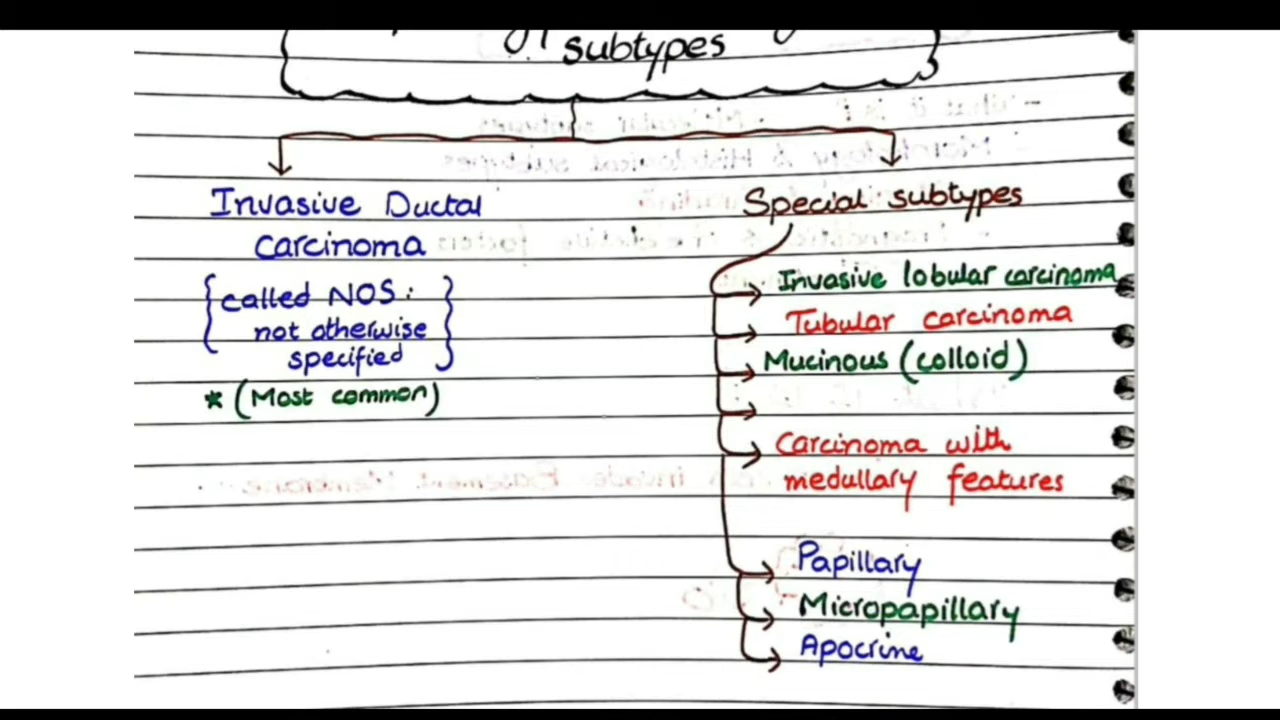 subtypes
Invasive Ductal
Carcinoma
called NOS:
not otherwise
specified
* (Most common)
Special subtypes
Invasive lobular carcinoma
Tubular carcinoma
Mucinous (colloid)
Carcinoma with
medullary features
Papillary
Micropapillary
Apocrine